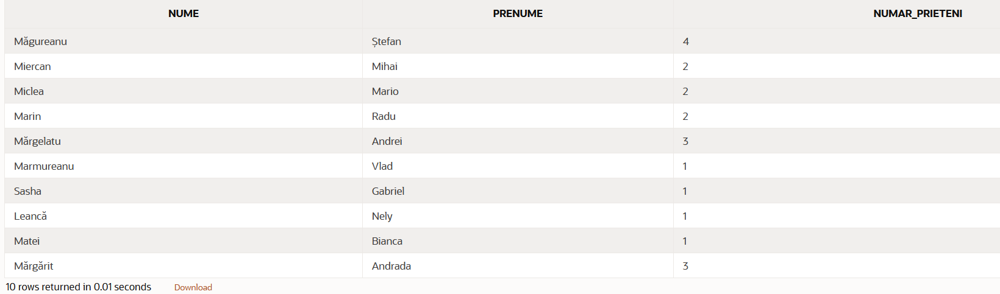 NUME PRENUME NUMAR_PRIETENI
Măgureanu Ștefan 4
Miercan Mihai 2
Miclea Mario 2
Marin Radu 2
Mărgelatu Andrei 3
Marmureanu Vlad 1
Sasha Gabriel 1
Leancă Nely 1
Matei Bianca 1
Mărgărit Andrada 3
10 rows returned in 0.01 seconds Download